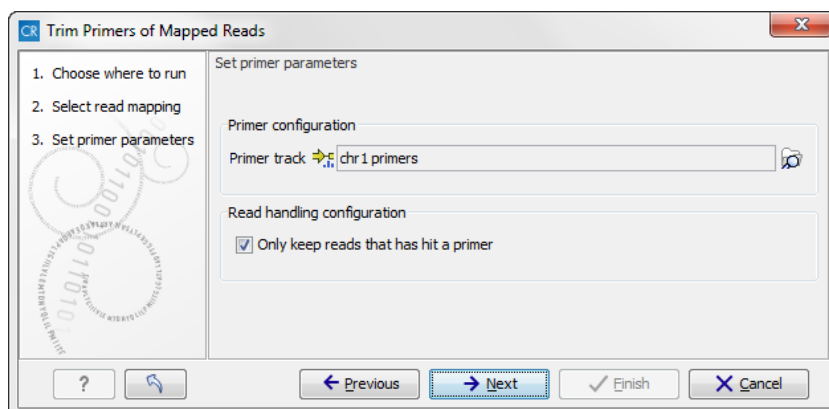 CR Trim Primers of Mapped Reads
1. Choose where to run
2. Select read mapping
3. Set primer parameters
Set primer parameters
Primer configuration
Primer track chr1 primers
Read handling configuration
Only keep reads that has hit a primer
? Previous Next Finish Cancel